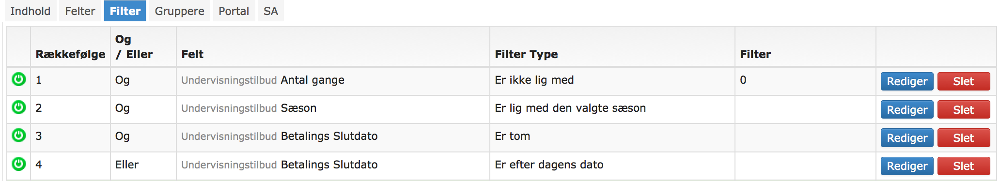 Indhold Felter Filter Gruppere Portal SA
Og
Rækkefølge / Eller Felt Filter Type Filter
1 Og Undervisningstilbud Antal gange Er ikke lig med 0 Rediger Slet
2 Og Undervisningstilbud Sæson Er lig med den valgte sæson Rediger Slet
3 Og Undervisningstilbud Betalings Slutdato Er tom Rediger Slet
4 Eller Undervisningstilbud Betalings Slutdato Er efter dagens dato Rediger Slet